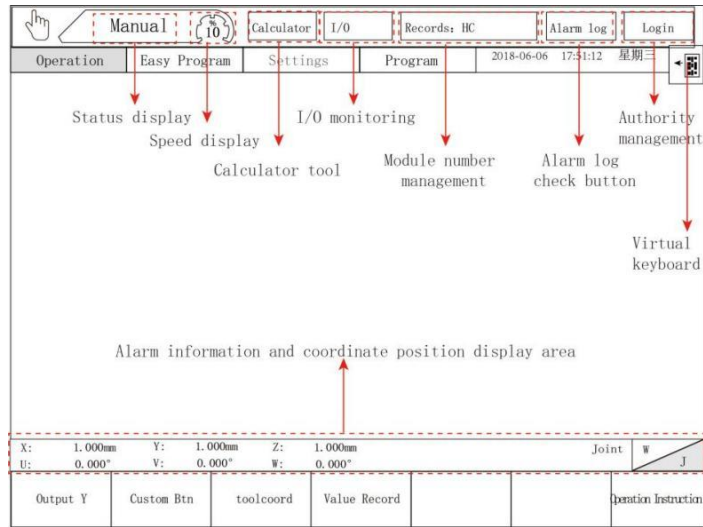 Manual % 10 Calculator I/O Records: HC Alarm log Login
Operation Easy Program Settings Program 2018-06-06 17:51:12 星期三
Status display
Speed display
Calculator tool
I/O monitoring
Module number
management
Alarm log
check button
Authority
management
Virtual
keyboard
Alarm information and coordinate position display area
X: 1.000mm Y: 1.000mm Z: 1.000mm Joint W
U: 0.000° V: 0.000° W: 0.000° J
Output Y Custom Btn toolcoord Value Record Operation Instruction